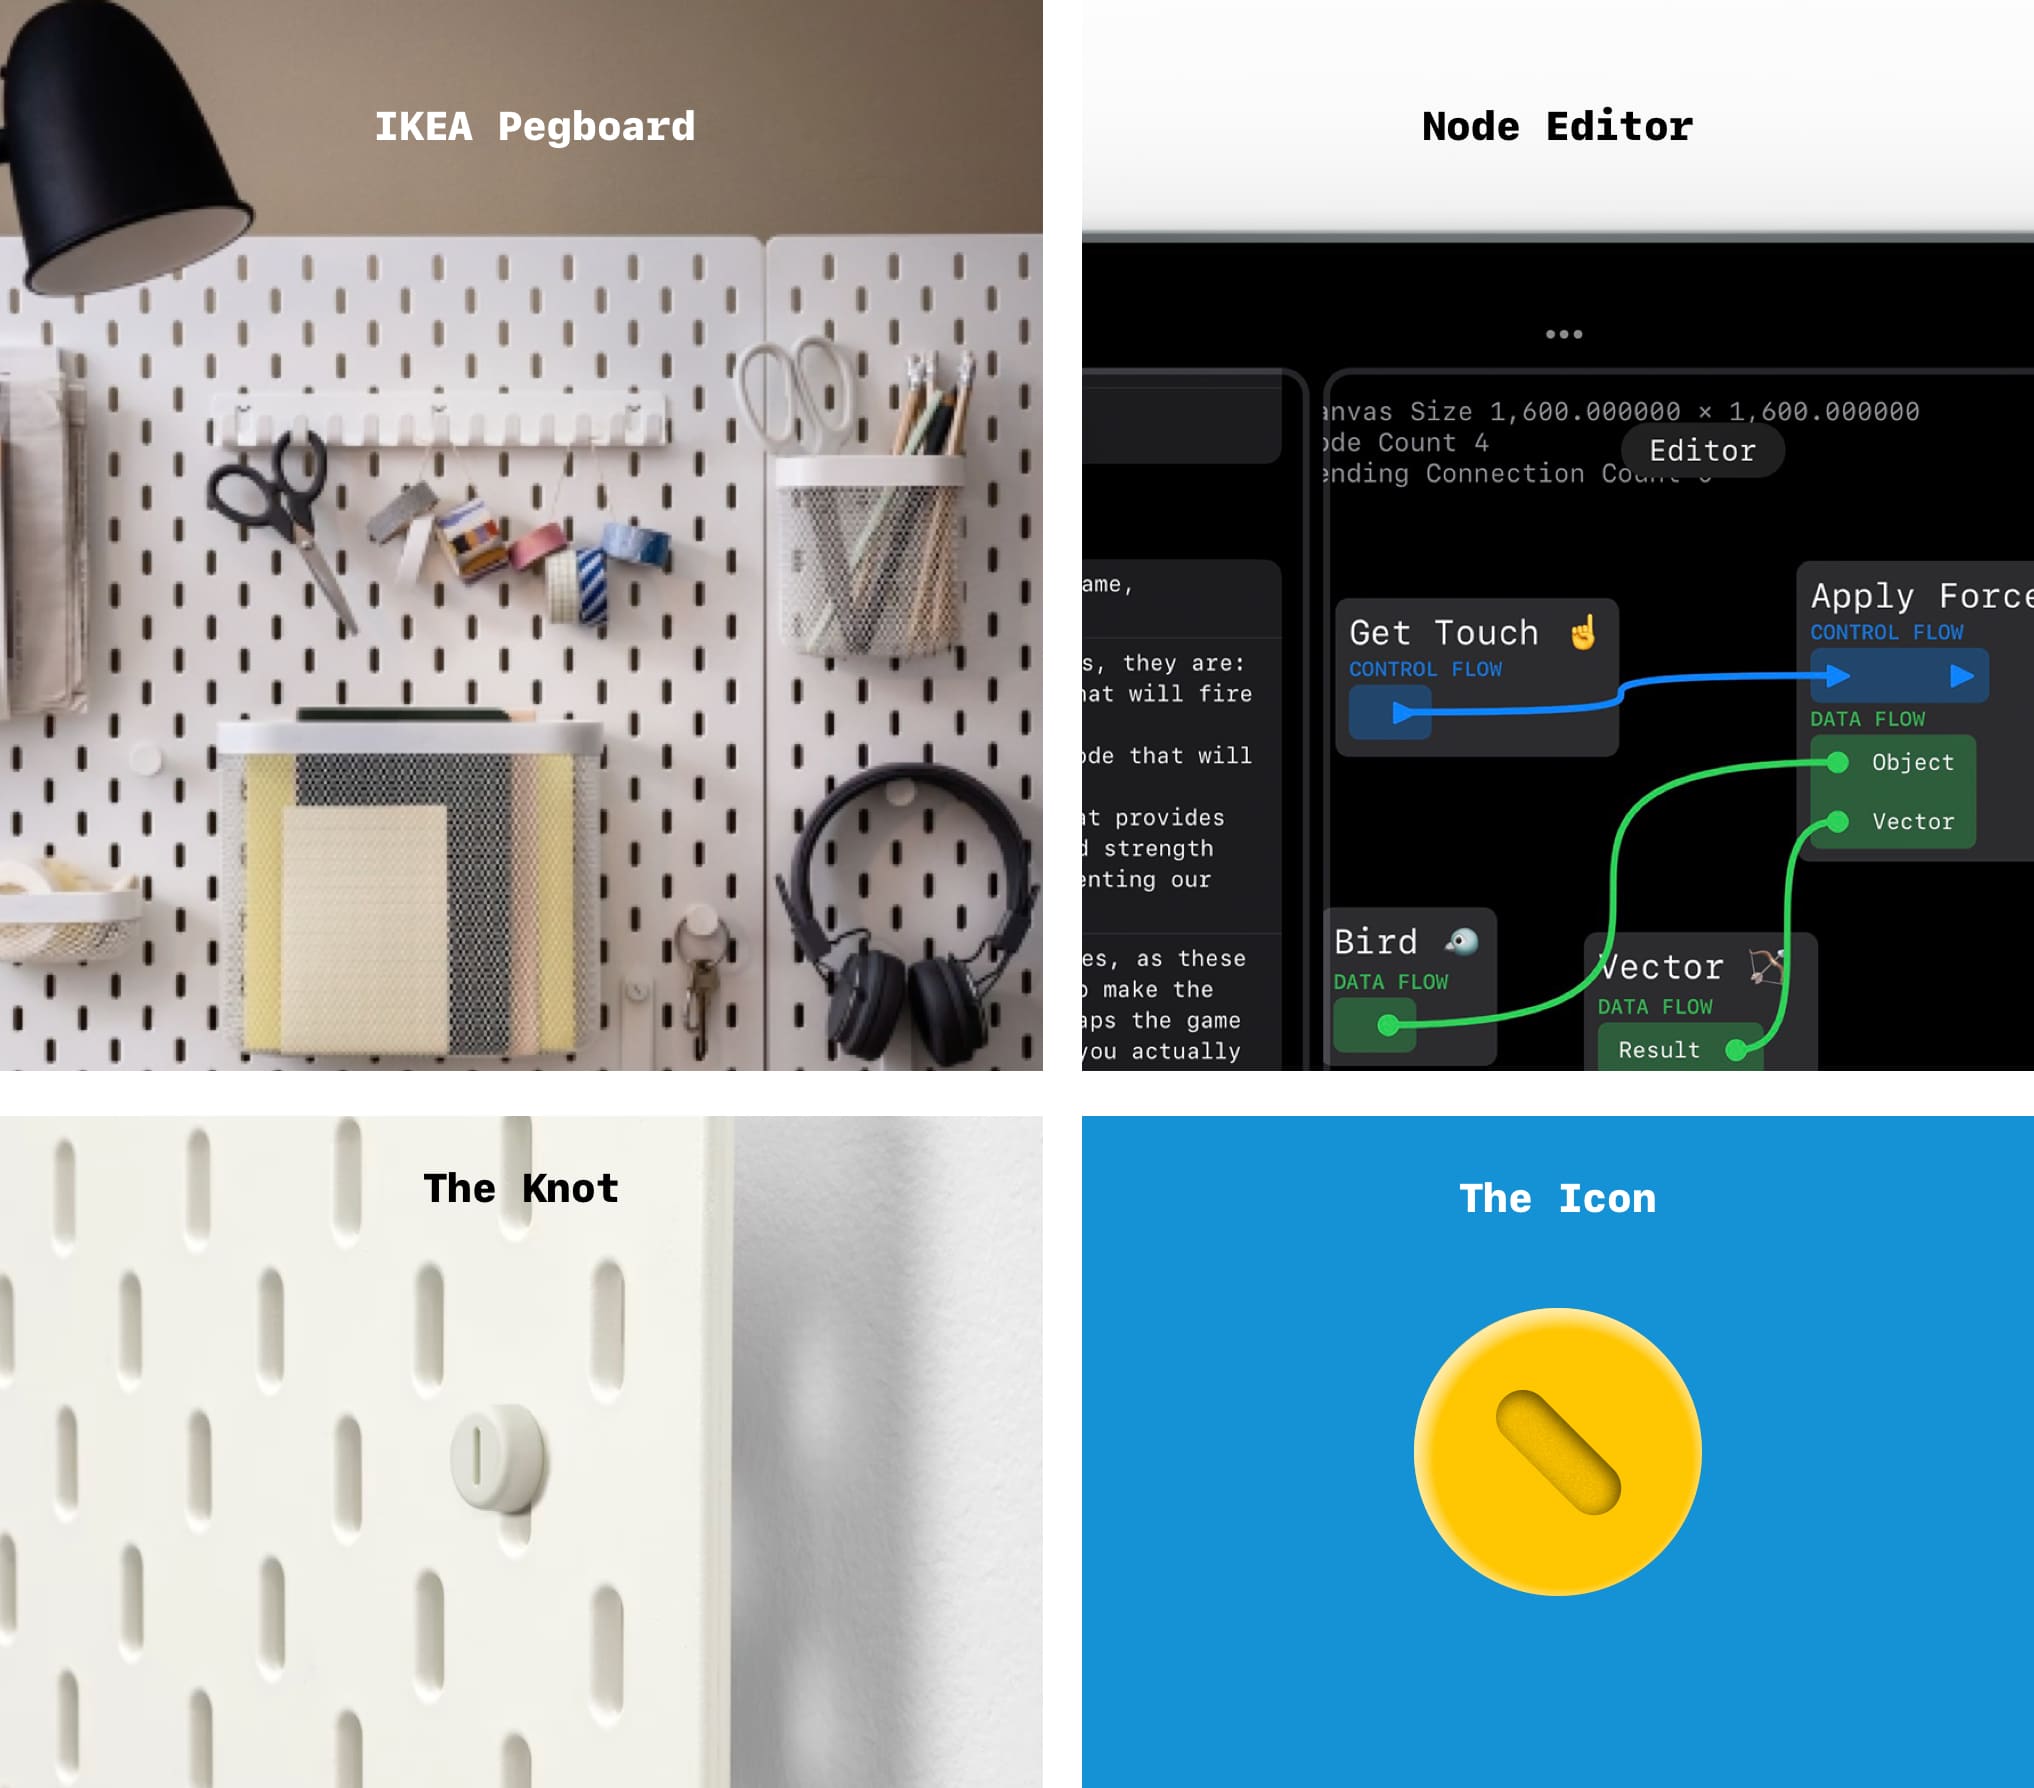 IKEA Pegboard
Node Editor
•••
anvas Size 1,600.000000 × 1,600.000000
ode Count 4
Editor
ending Connection
ame,
s, they are:
hat will fire
ode that will
at provides
d strength
enting our
es, as these
o make the
aps the game
you actually
Get Touch ☝️
CONTROL FLOW
Apply Force
CONTROL FLOW
DATA FLOW
Object
Vector
Bird
DATA FLOW
Vector 🏹
DATA FLOW
Result
The Knot
The Icon